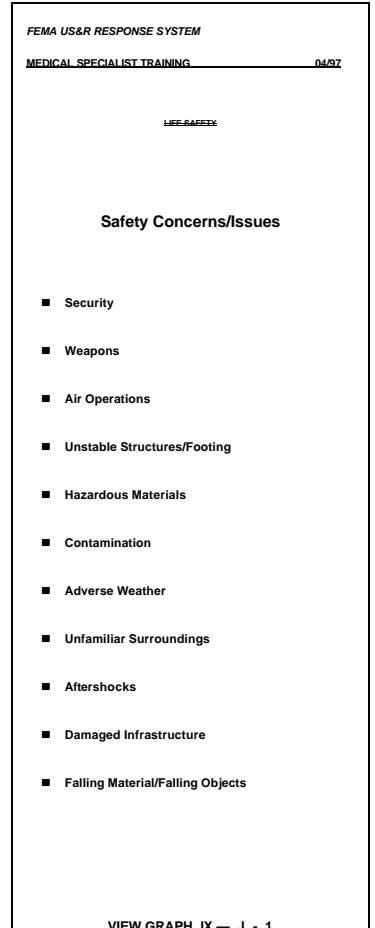 FEMA US&R RESPONSE SYSTEM
MEDICAL SPECIALIST TRAINING 04/97
LIFE SAFETY
Safety Concerns/Issues
■ Security
■ Weapons
■ Air Operations
■ Unstable Structures/Footing
■ Hazardous Materials
■ Contamination
■ Adverse Weather
■ Unfamiliar Surroundings
■ Aftershocks
■ Damaged Infrastructure
■ Falling Material/Falling Objects
VIEW GRAPH IX — I - 1